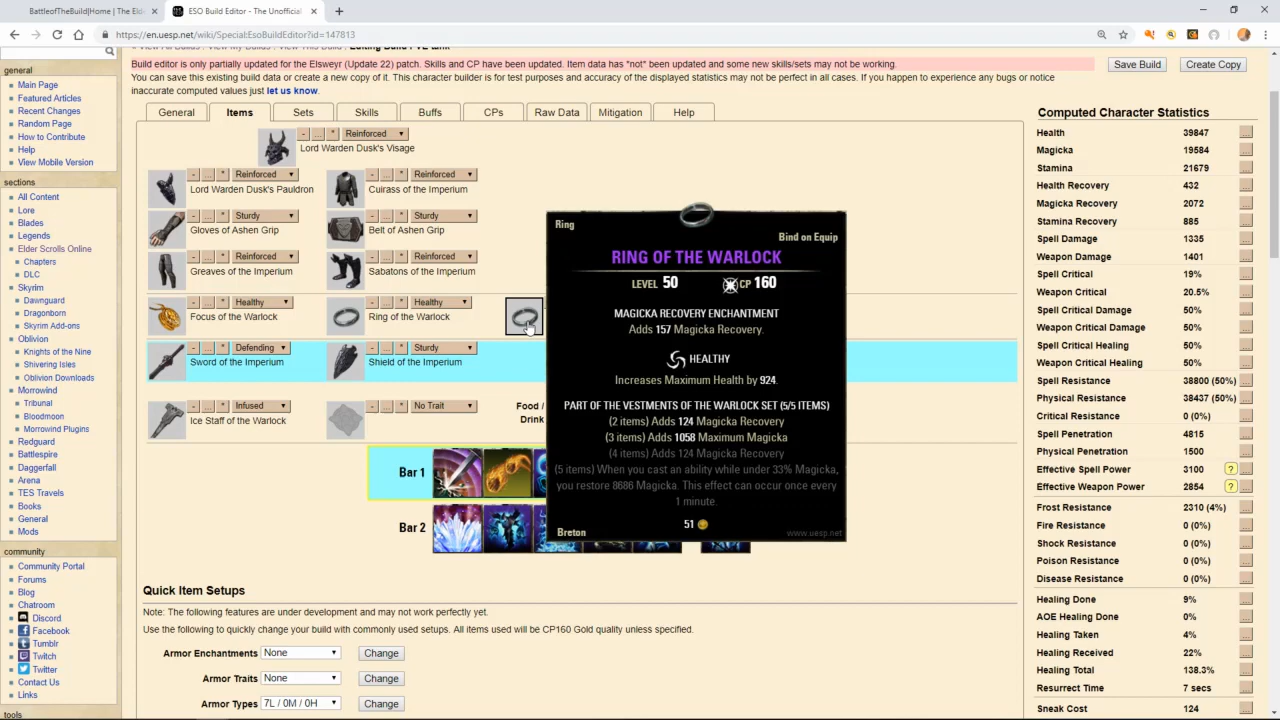 BattleofTheBuild|Home | The Eld-
ESO Build Editor - The Unofficial
https://en.uesp.net/wiki/Special:EsoBuildEditor?id=147813
Build editor is only partially updated for the Elsweyr (Update 22) patch. Skills and CP have been updated. Item data has *not* been updated and some new skills/sets may not be working.
You can save this existing build data or create a new copy of it. This character builder is for test purposes and accuracy of the displayed statistics may not be perfect in all cases. If you happen to experience any bugs or notice
inaccurate computed values just let us know.
Save Build
Create Copy
general
Main Page
Featured Articles
Recent Changes
Random Page
How to Contribute
Help
View Mobile Version
sections
All Content
Lore
Blades
Legends
Elder Scrolls Online
Chapters
DLC
Skyrim
Dawnguard
Dragonborn
Skyrim Add-ons
Oblivion
Knights of the Nine
Shivering Isles
Oblivion Downloads
Morrowind
Tribunal
Bloodmoon
Morrowind Plugins
Redguard
Battlespire
Daggerfall
Arena
TES Travels
Books
General
Mods
community
Community Portal
Forums
Blog
Chatroom
Discord
Facebook
Tumblr
Twitch
Twitter
Contact Us
Links
tools
General Items Sets Skills Buffs CPs Raw Data Mitigation Help
- ... * Reinforced
Lord Warden Dusk's Visage
- ... * Reinforced
Lord Warden Dusk's Pauldron
- ... * Reinforced
Cuirass of the Imperium
- ... * Sturdy
Gloves of Ashen Grip
- ... * Sturdy
Belt of Ashen Grip
- ... * Reinforced
Greaves of the Imperium
- ... * Reinforced
Sabatons of the Imperium
- ... * Healthy
Focus of the Warlock
- ... * Healthy
Ring of the Warlock
- ... * Defending
Sword of the Imperium
- ... * Sturdy
Shield of the Imperium
- ... * Infused
Ice Staff of the Warlock
- ... * No Trait
Food /
Drink
Bar 1
Bar 2
Ring
Bind on Equip
RING OF THE WARLOCK
LEVEL 50 CP 160
MAGICKA RECOVERY ENCHANTMENT
Adds 157 Magicka Recovery.
HEALTHY
Increases Maximum Health by 924.
PART OF THE VESTMENTS OF THE WARLOCK SET (5/5 ITEMS)
(2 items) Adds 124 Magicka Recovery
(3 items) Adds 1058 Maximum Magicka
(4 items) Adds 124 Magicka Recovery
(5 items) When you cast an ability while under 33% Magicka,
you restore 8686 Magicka. This effect can occur once every
1 minute.
51
Breton
www.uesp.net
Quick Item Setups
Note: The following features are under development and may not work perfectly yet.
Use the following to quickly change your build with commonly used setups. All items used will be CP160 Gold quality unless specified.
Armor Enchantments None Change
Armor Traits None Change
Armor Types 7L / 0M / 0H Change
Computed Character Statistics
Health 39847 ...
Magicka 19584 ...
Stamina 21679 ...
Health Recovery 432 ...
Magicka Recovery 2072 ...
Stamina Recovery 885 ...
Spell Damage 1335 ...
Weapon Damage 1401 ...
Spell Critical 19% ...
Weapon Critical 20.5% ...
Spell Critical Damage 50% ...
Weapon Critical Damage 50% ...
Spell Critical Healing 50% ...
Weapon Critical Healing 50% ...
Spell Resistance 38800 (50%) ...
Physical Resistance 38437 (50%) ...
Critical Resistance 0 (0%) ...
Spell Penetration 4815 ...
Physical Penetration 1500 ...
Effective Spell Power 3100 ? ...
Effective Weapon Power 2854 ? ...
Frost Resistance 2310 (4%) ...
Fire Resistance 0 (0%) ...
Shock Resistance 0 (0%) ...
Poison Resistance 0 (0%) ...
Disease Resistance 0 (0%) ...
Healing Done 9% ...
AOE Healing Done 0% ...
Healing Taken 4% ...
Healing Received 22% ...
Healing Total 138.3% ...
Resurrect Time 7 secs ...
Sneak Cost 124 ...